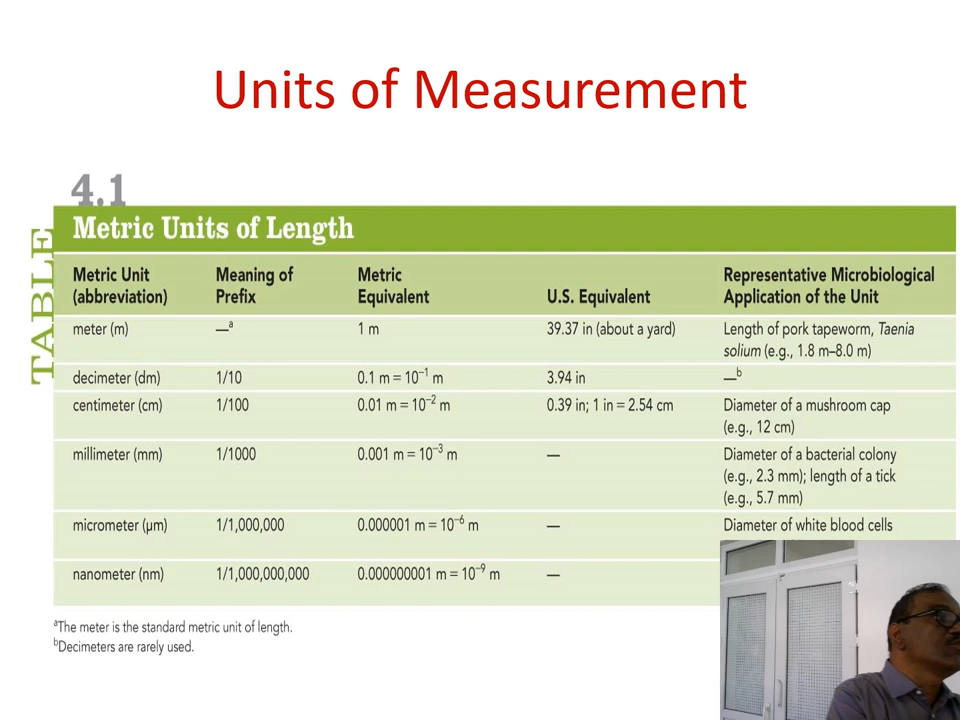 Units of Measurement
4.1
TABLE
Metric Units of Length
Metric Unit (abbreviation) Meaning of Prefix Metric Equivalent U.S. Equivalent Representative Microbiological Application of the Unit
meter (m) —ᵃ 1 m 39.37 in (about a yard) Length of pork tapeworm, Taenia
solium (e.g., 1.8 m–8.0 m)
decimeter (dm) 1/10 0.1 m = 10⁻¹ m 3.94 in —ᵇ
centimeter (cm) 1/100 0.01 m = 10⁻² m 0.39 in; 1 in = 2.54 cm Diameter of a mushroom cap
(e.g., 12 cm)
millimeter (mm) 1/1000 0.001 m = 10⁻³ m — Diameter of a bacterial colony
(e.g., 2.3 mm); length of a tick
(e.g., 5.7 mm)
micrometer (µm) 1/1,000,000 0.000001 m = 10⁻⁶ m — Diameter of white blood cells
nanometer (nm) 1/1,000,000,000 0.000000001 m = 10⁻⁹ m —
ᵃThe meter is the standard metric unit of length.
ᵇDecimeters are rarely used.